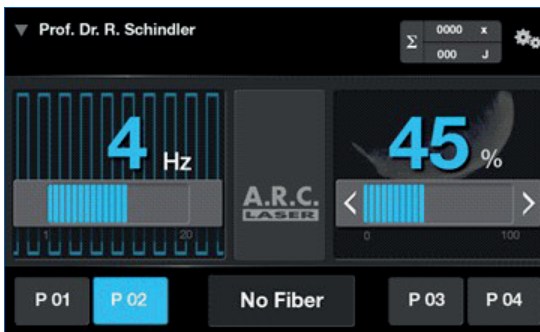 Prof. Dr. R. Schindler
Σ 0000 x
000 J
4 Hz
45 %
A.R.C.
LASER
1 20
0 100
P 01
P 02
No Fiber
P 03
P 04